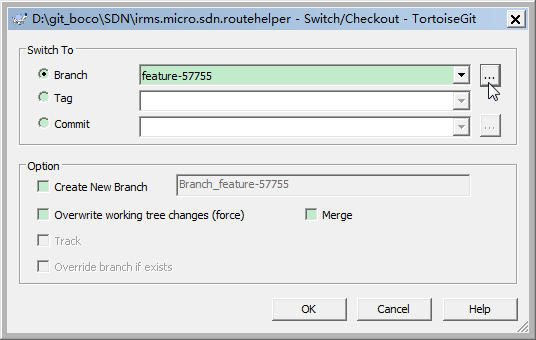 D:\git_boco\SDN\irms.micro.sdn.routehelper - Switch/Checkout - TortoiseGit
Switch To
Branch
feature-57755
...
Tag
Commit
...
Option
Create New Branch
Branch_feature-57755
Overwrite working tree changes (force)
Merge
Track
Override branch if exists
OK
Cancel
Help